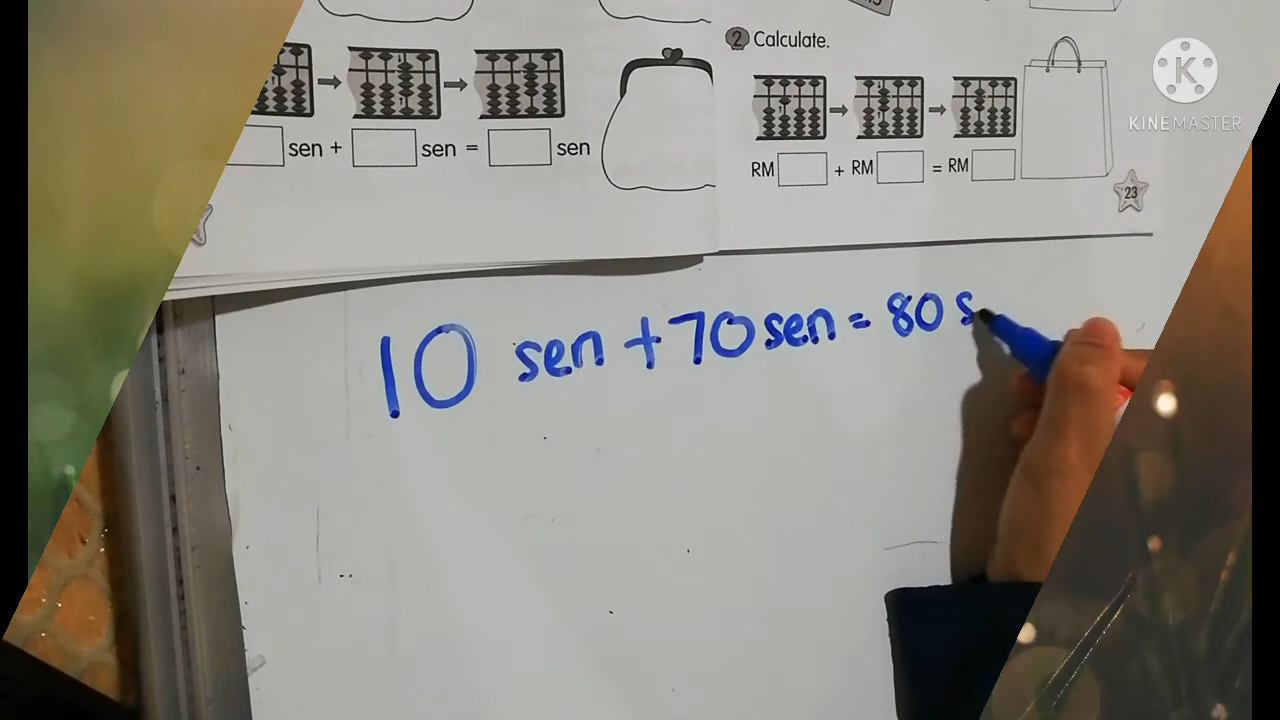 2 Calculate.
sen + sen = sen
RM + RM = RM
23
KINEMASTER
10 sen + 70 sen = 80 s